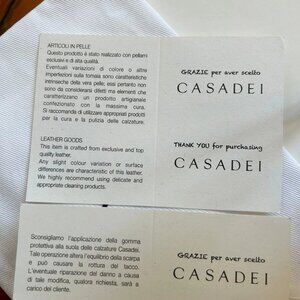 ARTICOLI IN PELLE
Questo prodotto è stato realizzato con pellami
esclusivi e di alta qualità.
Eventuali variazioni di colore o altre
imperfezioni sulla tomaia sono caratteristiche
intrinseche della vera pelle; essi pertanto non
sono da considerarsi difetti ma elementi che
caratterizzano un prodotto artigianale
confezionato con la massima cura.
Si raccomanda di utilizzare appropriati prodotti
per la cura e la pulizia delle calzature.
LEATHER GOODS
This item is crafted from exclusive and top
quality leather.
Any slight colour variation or surface
differences are characteristic of this leather.
We highly recommend using delicate and
appropriate cleaning products.
GRAZIE per aver scelto
CASADEI
THANK YOU for purchasing
CASADEI
Sconsigliamo l'applicazione della gomma
protettiva alla suola delle calzature Casadei.
Tale operazione altera l'equilibrio della scarpa
e può causare la rottura del tacco.
L'eventuale riparazione del danno a causa
di tale modifica, qualora richiesta, sarà a
carico del cliente.
GRAZIE per aver scelto
CASADEI